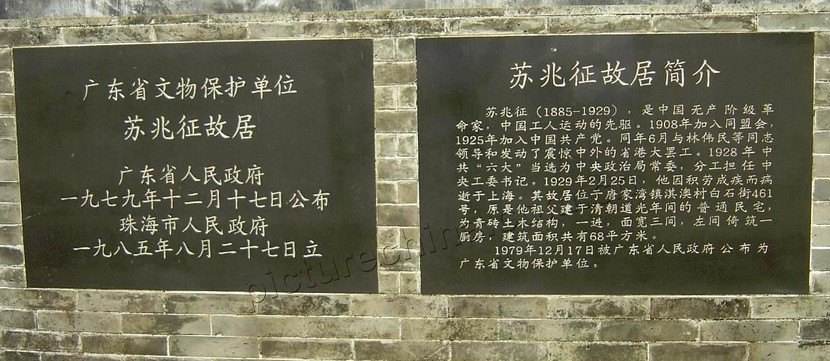 广东省文物保护单位
苏兆征故居
广东省人民政府
一九七九年十二月十七日公布
珠海市人民政府
一九八五年八月二十七日立
苏兆征故居简介
苏兆征（1885-1929），是中国无产阶级革
命家，中国工人运动的先驱。1908年加入同盟会，
1925年加入中国共产党。同年6月与林伟民等同志
领导和发动了震惊中外的省港大罢工。1928年中
共“六大”当选为中央政治局常委，分工担任中
央工委书记。1929年2月25日，他因积劳成疾而病
逝于上海。其故居位于唐家湾镇淇澳村白石街461
号，原是他祖父建于清朝道光年间的普通民宅，
为青砖土木结构，一进，面宽三间，左间倚筑一
厨房，建筑面积共有68平方米。
1979年12月17日被广东省人民政府公布为
广东省文物保护单位。